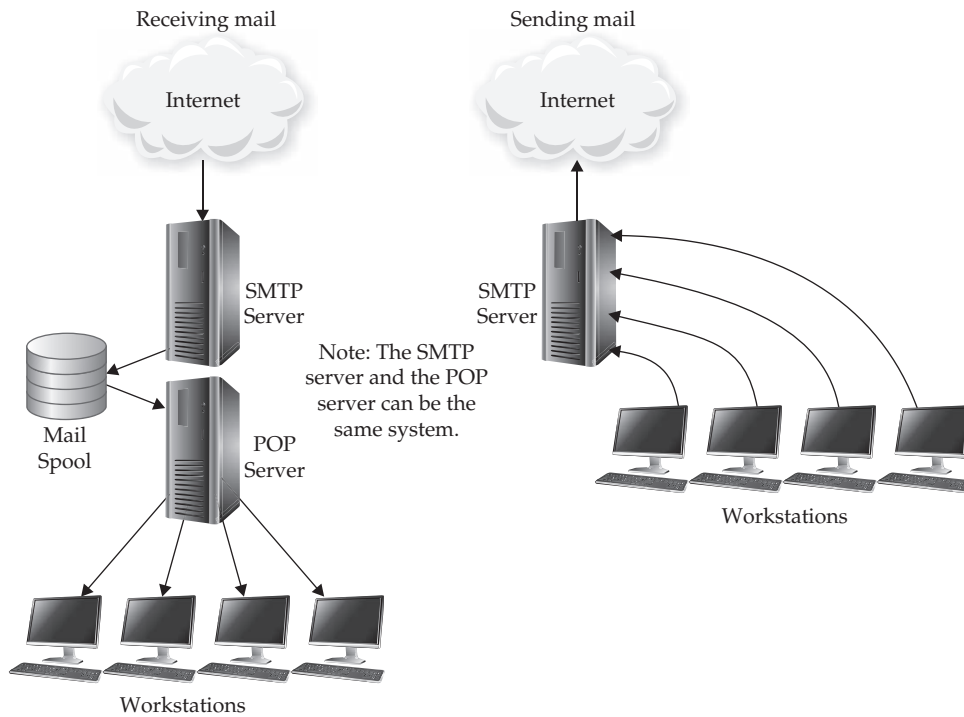 Receiving mail
Internet
SMTP
Server
Mail
Spool
POP
Server
Workstations
Note: The SMTP
server and the POP
server can be the
same system.
Sending mail
Internet
SMTP
Server
Workstations